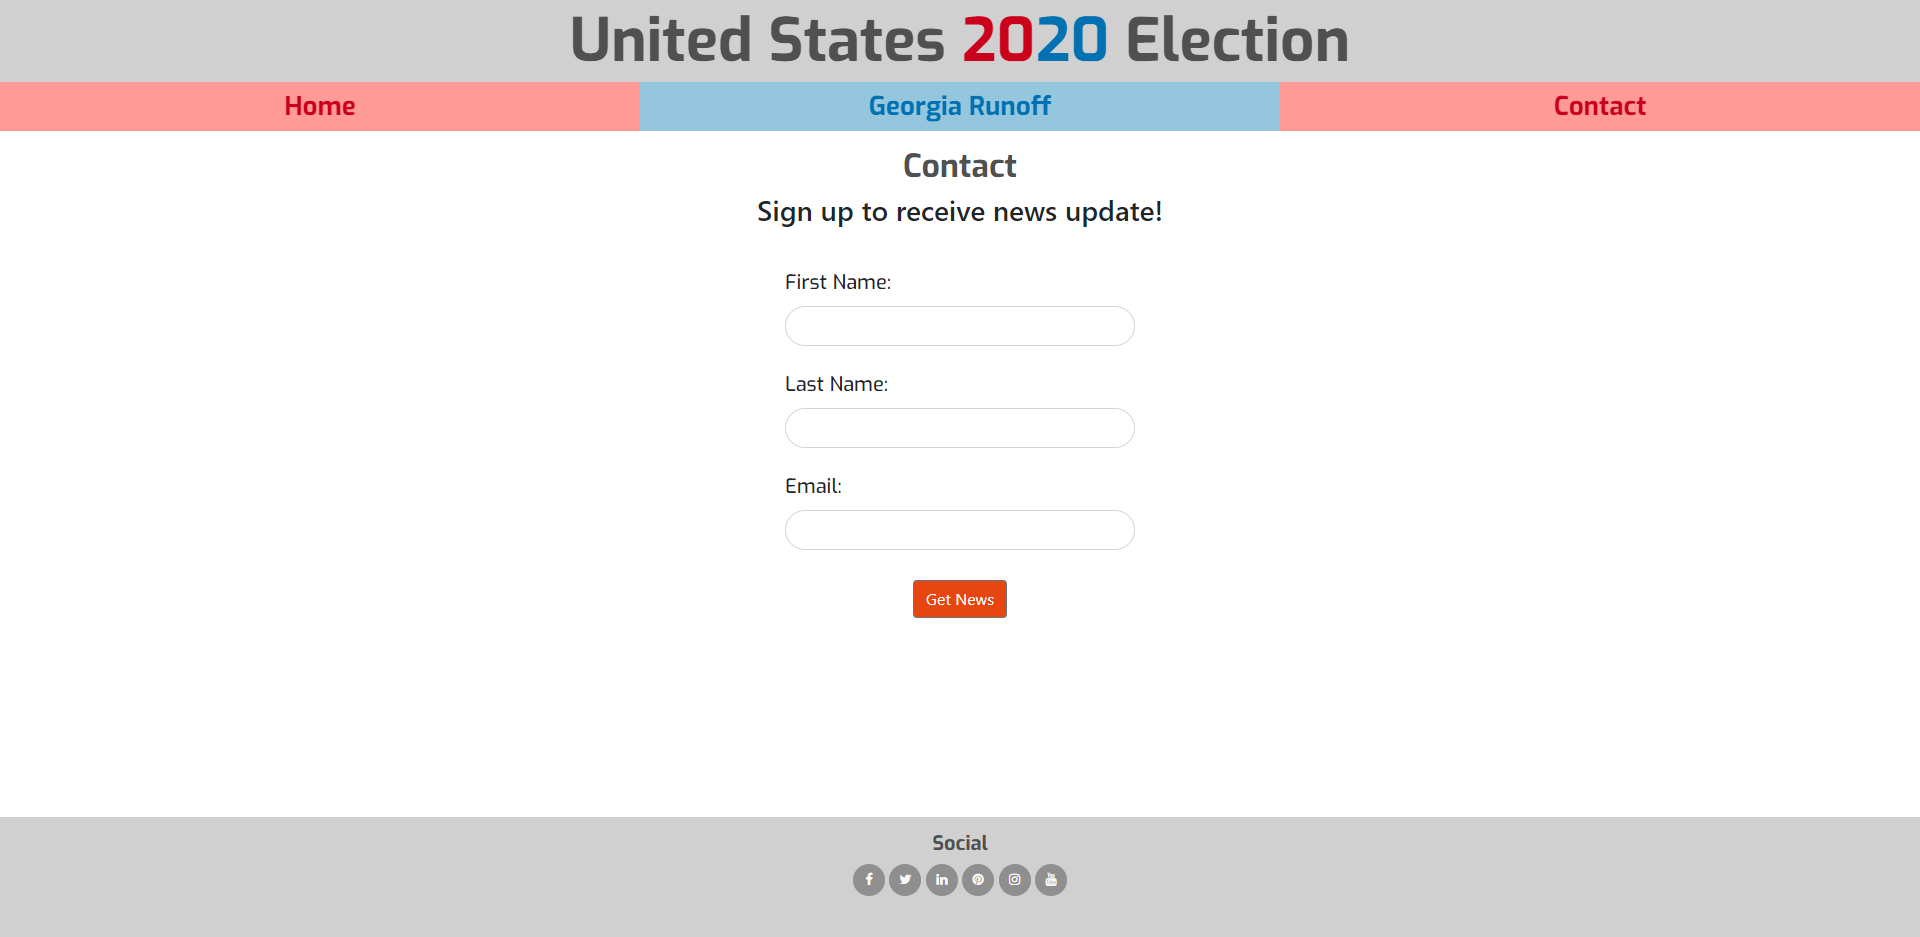 United States 2020 Election
Home Georgia Runoff Contact
Contact
Sign up to receive news update!
First Name:
Last Name:
Email:
Get News
Social